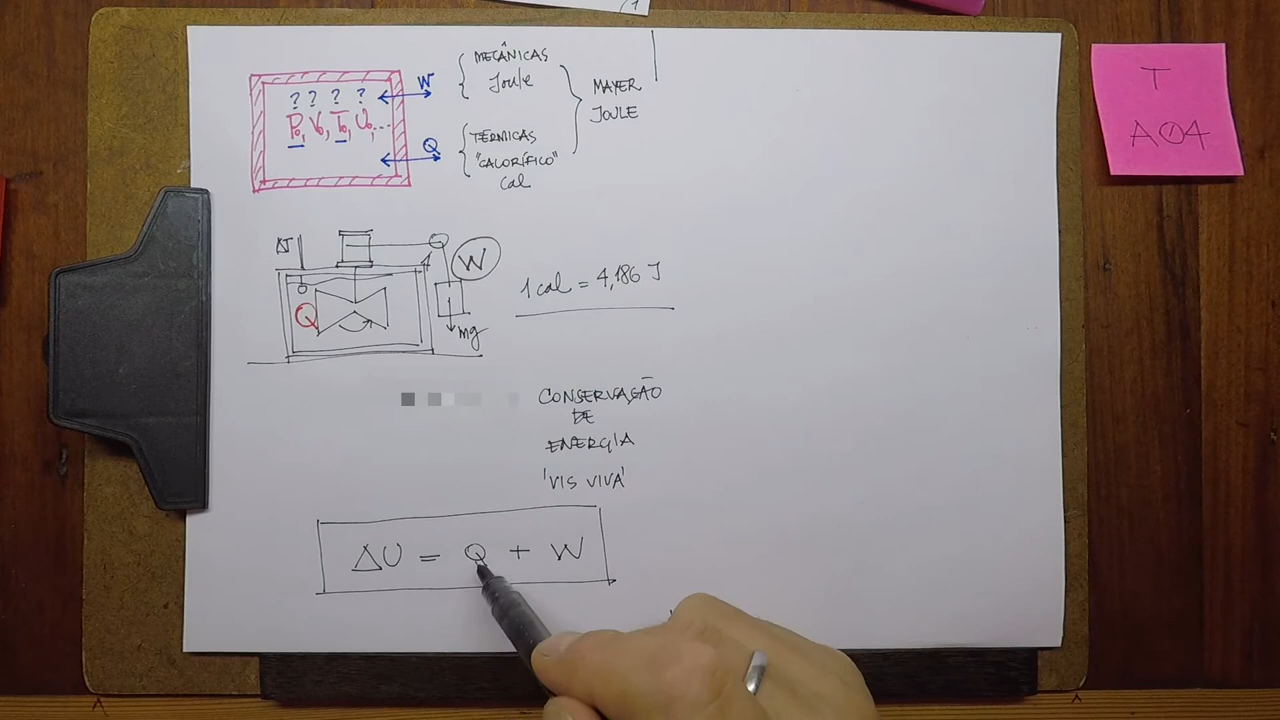 ? ? ? ?
P₀, V₀, T₀, U₀, ...
W
Q
MECÂNICAS
Joule
TÉRMICAS
"CALORÍFICO"
Cal
MAYER
JOULE
ΔT
W
Q
mg
1 cal = 4,186 J
CONSERVAÇÃO
DE
ENERGIA
'VIS VIVA'
ΔU = Q + W
T
A04